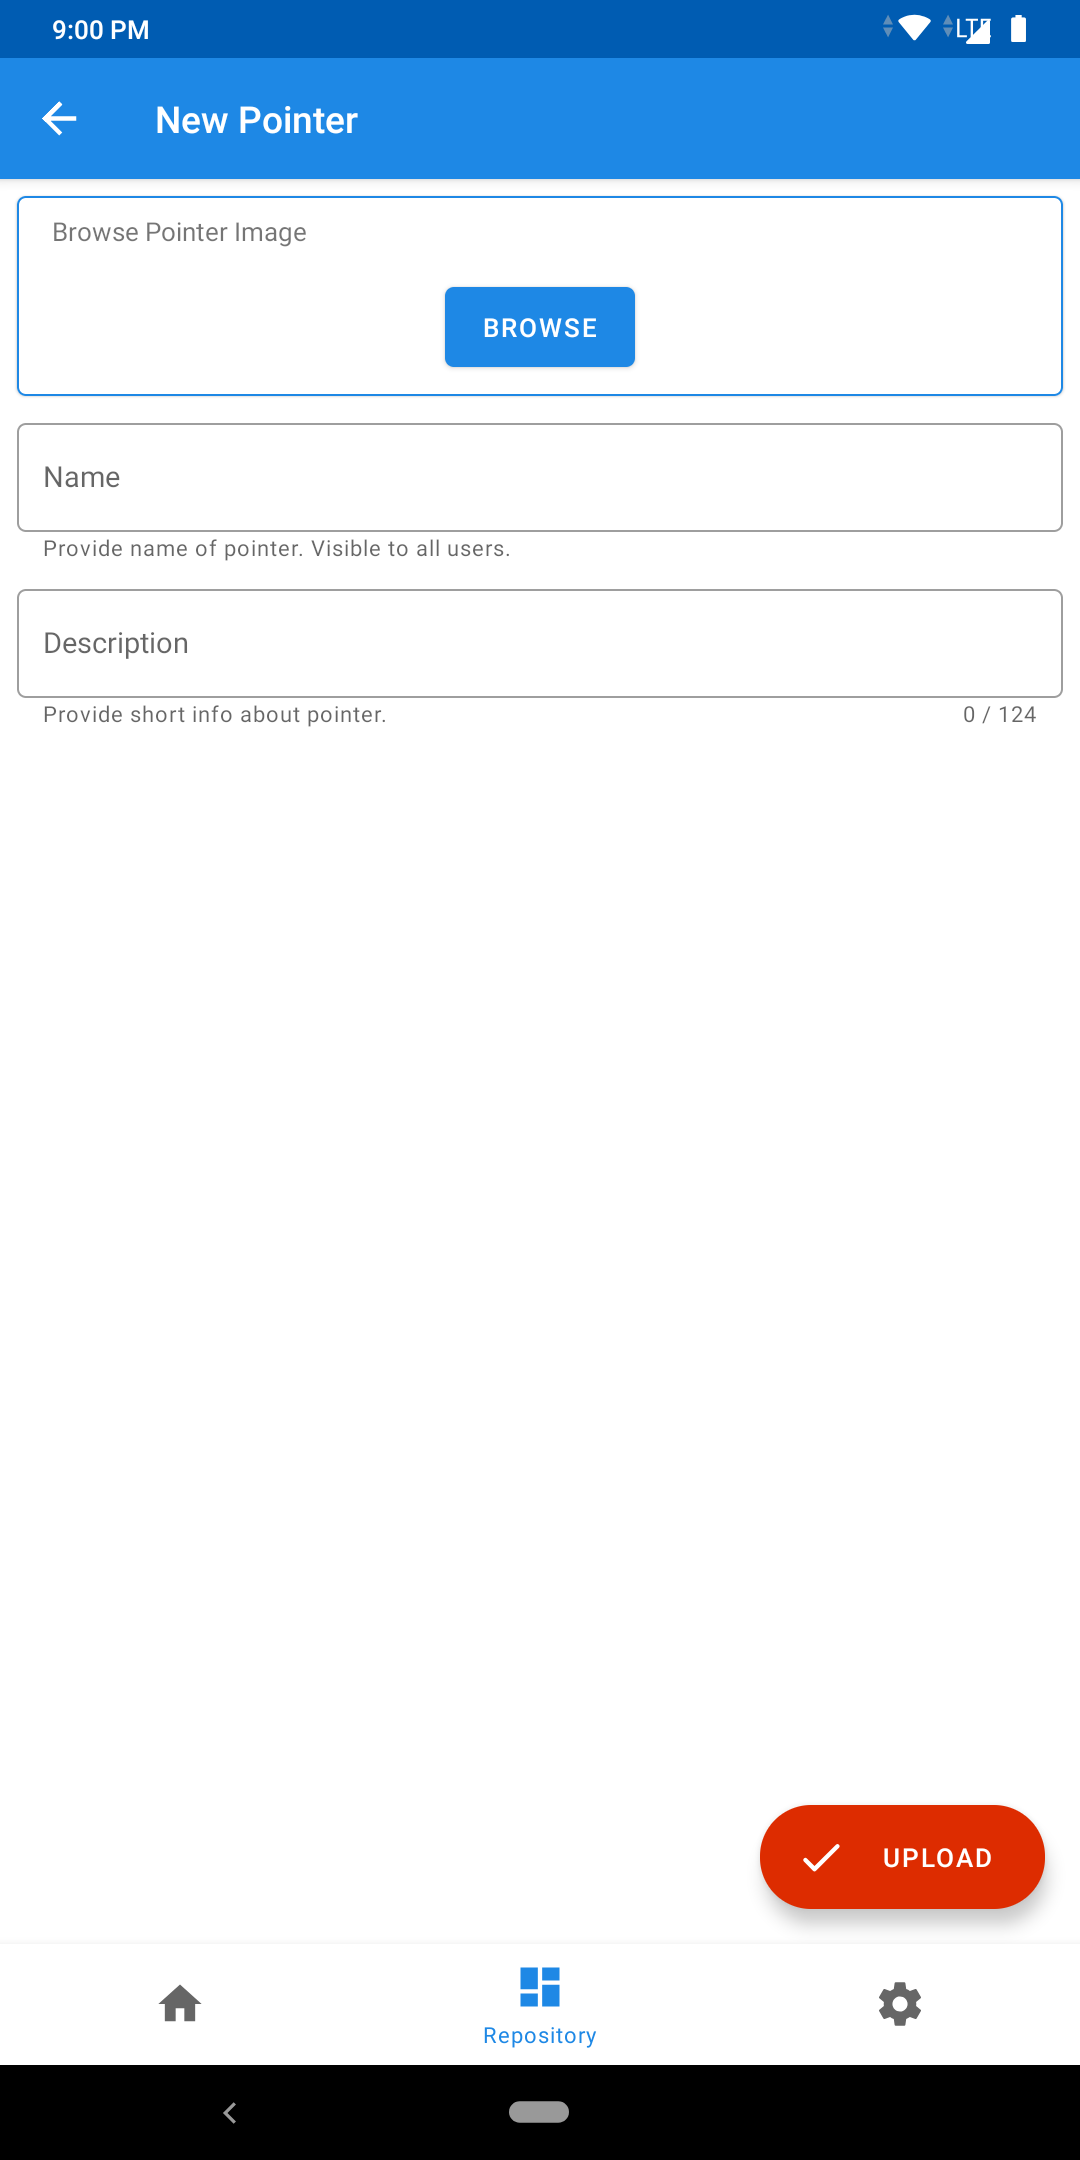 9:00 PM
LTE
New Pointer
Browse Pointer Image
BROWSE
Name
Provide name of pointer. Visible to all users.
Description
Provide short info about pointer.
0 / 124
UPLOAD
Repository